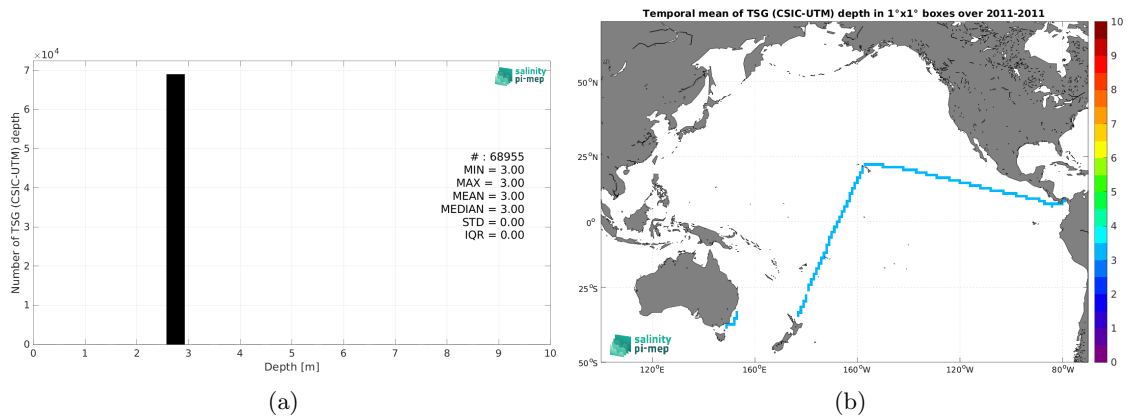 ×10⁴
7
6
5
4
3
2
1
0
Number of TSG (CSIC-UTM) depth
salinity
pi-mep
# : 68955
MIN = 3.00
MAX = 3.00
MEAN = 3.00
MEDIAN = 3.00
STD = 0.00
IQR = 0.00
0 1 2 3 4 5 6 7 8 9 10
Depth [m]
(a)
Temporal mean of TSG (CSIC-UTM) depth in 1°x1° boxes over 2011-2011
50°N
25°N
0°
25°S
50°S
salinity
pi-mep
120°E 160°E 160°W 120°W 80°W
10
9
8
7
6
5
4
3
2
1
0
(b)